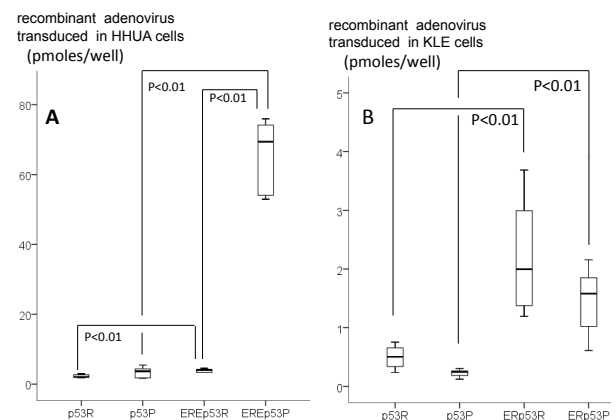 recombinant adenovirus
transduced in HHUA cells
(pmoles/well)
A
P<0.01
P<0.01
P<0.01
80
60
40
20
0
p53R p53P EREp53R EREp53P
recombinant adenovirus
transduced in KLE cells
(pmoles/well)
B
P<0.01
P<0.01
5
4
3
2
1
0
p53R p53P ERp53R ERp53P